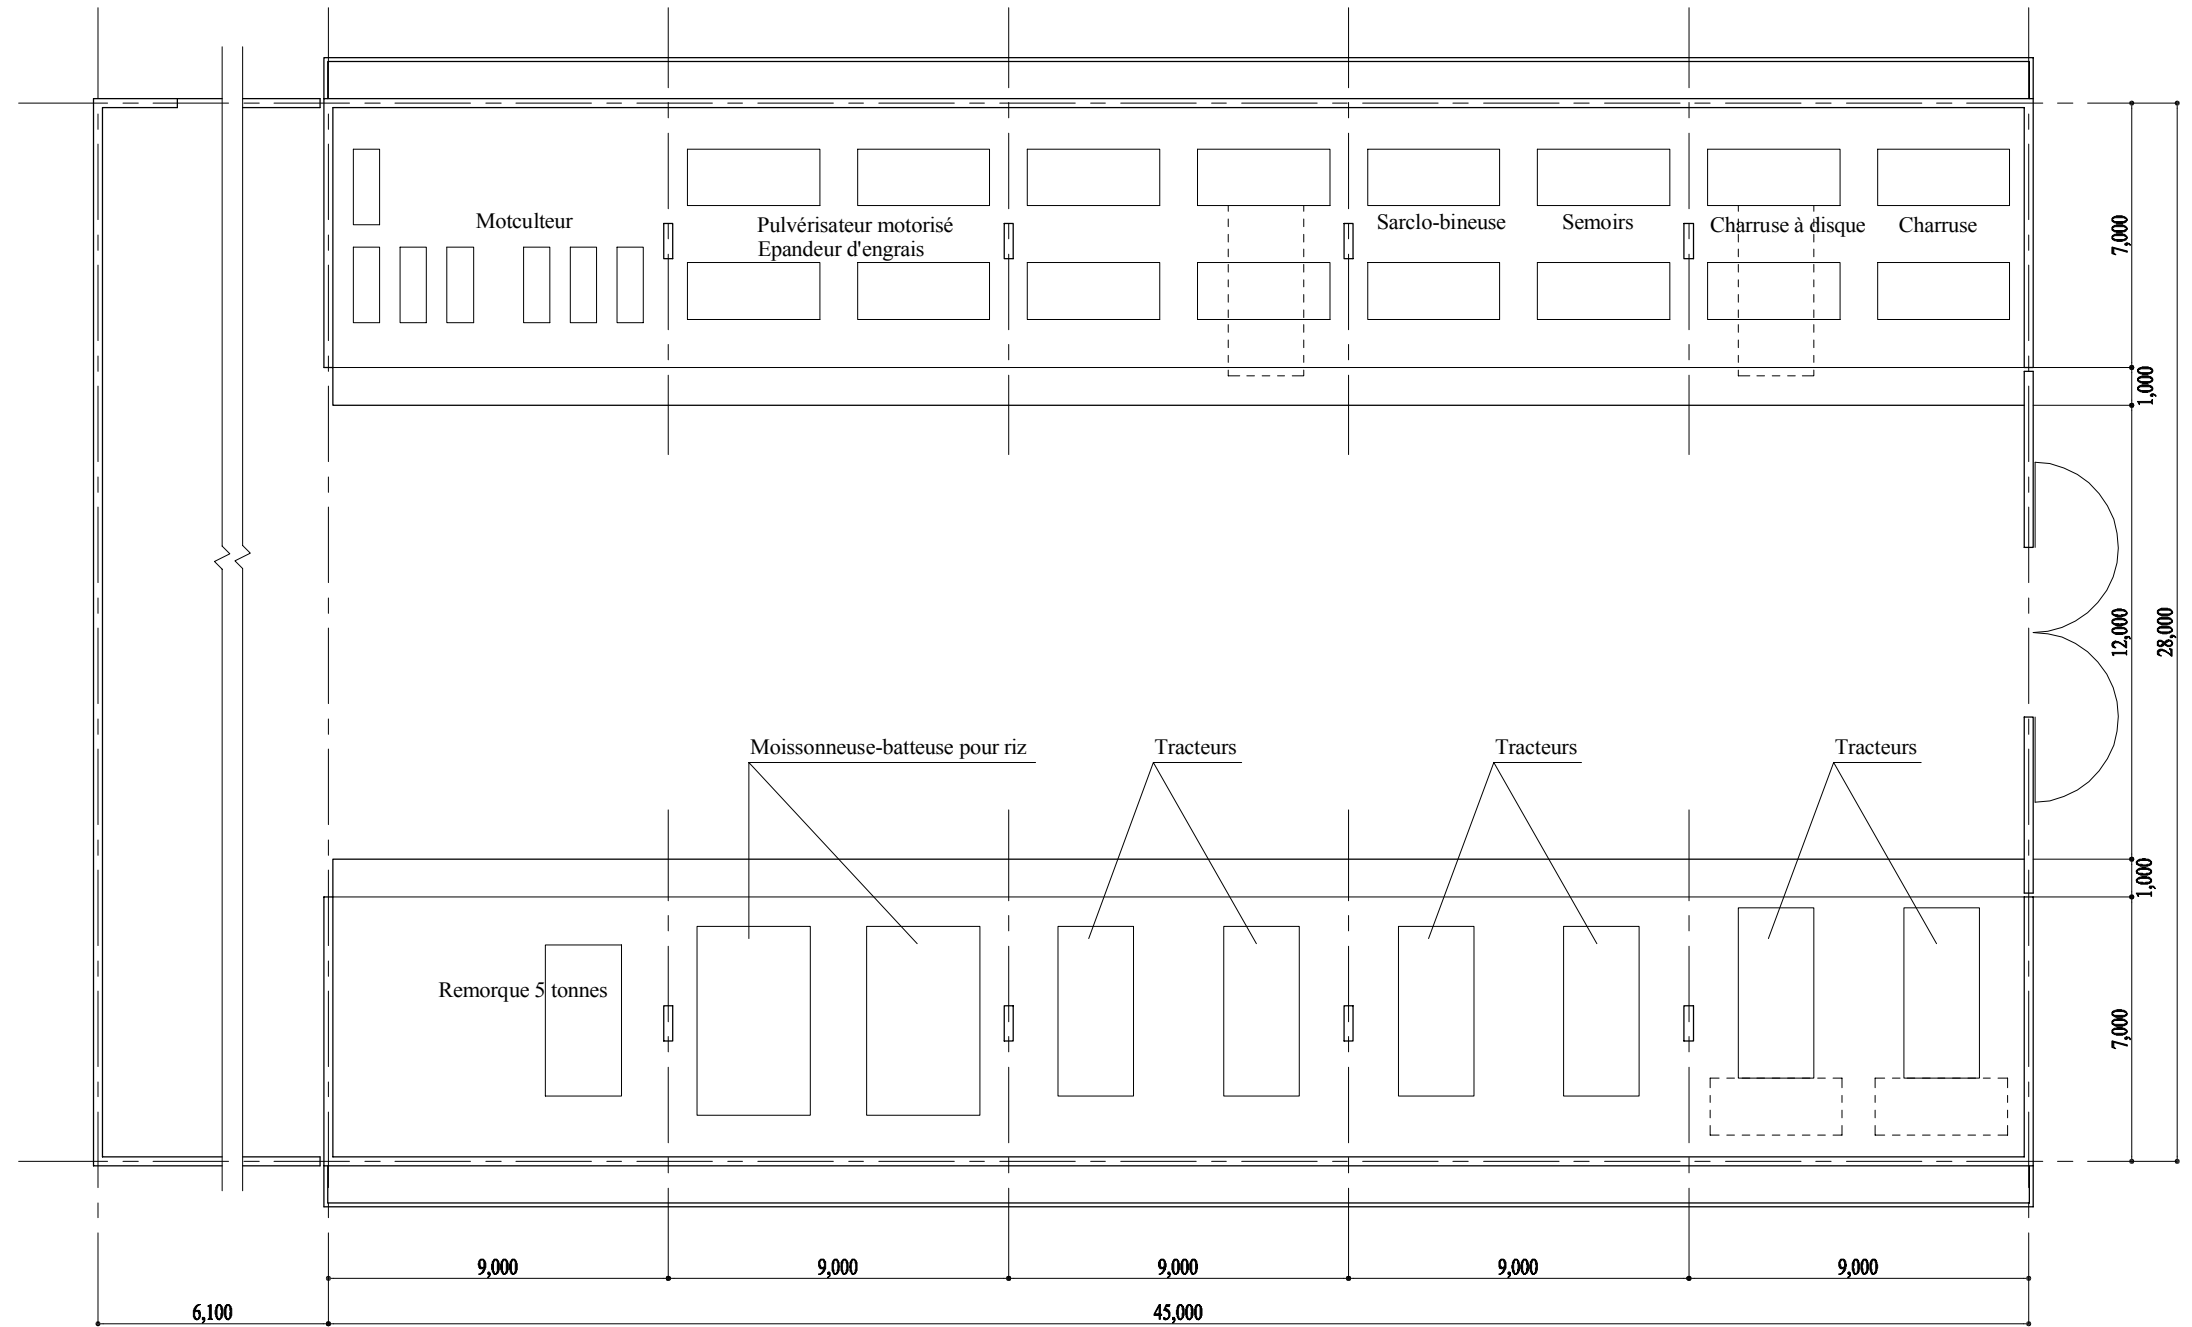 Motculteur
Pulvérisateur motorisé
Epandeur d'engrais
Sarclo-bineuse
Semoirs
Charruse à disque
Charruse
7,000
1,000
12,000
28,000
Moissonneuse-batteuse pour riz
Tracteurs
Tracteurs
Tracteurs
1,000
Remorque 5 tonnes
7,000
9,000
9,000
9,000
9,000
9,000
6,100
45,000